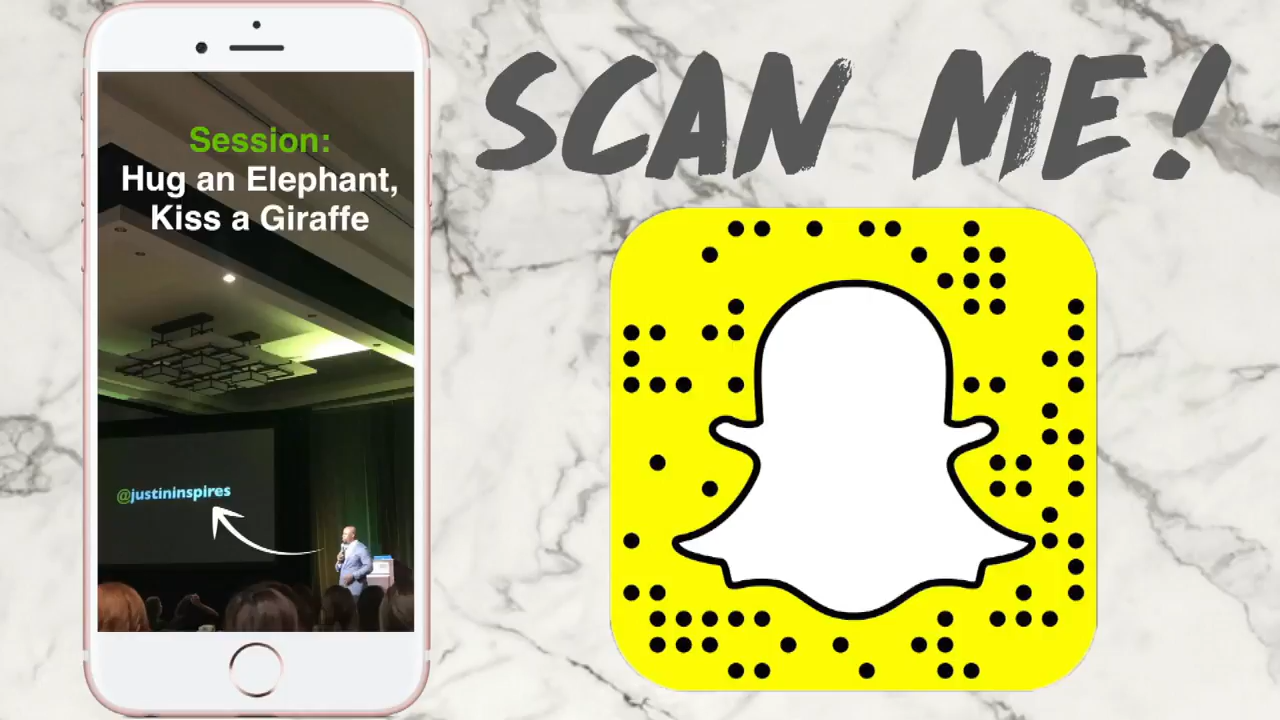 Session:
Hug an Elephant,
Kiss a Giraffe
@justininspires
SCAN ME!